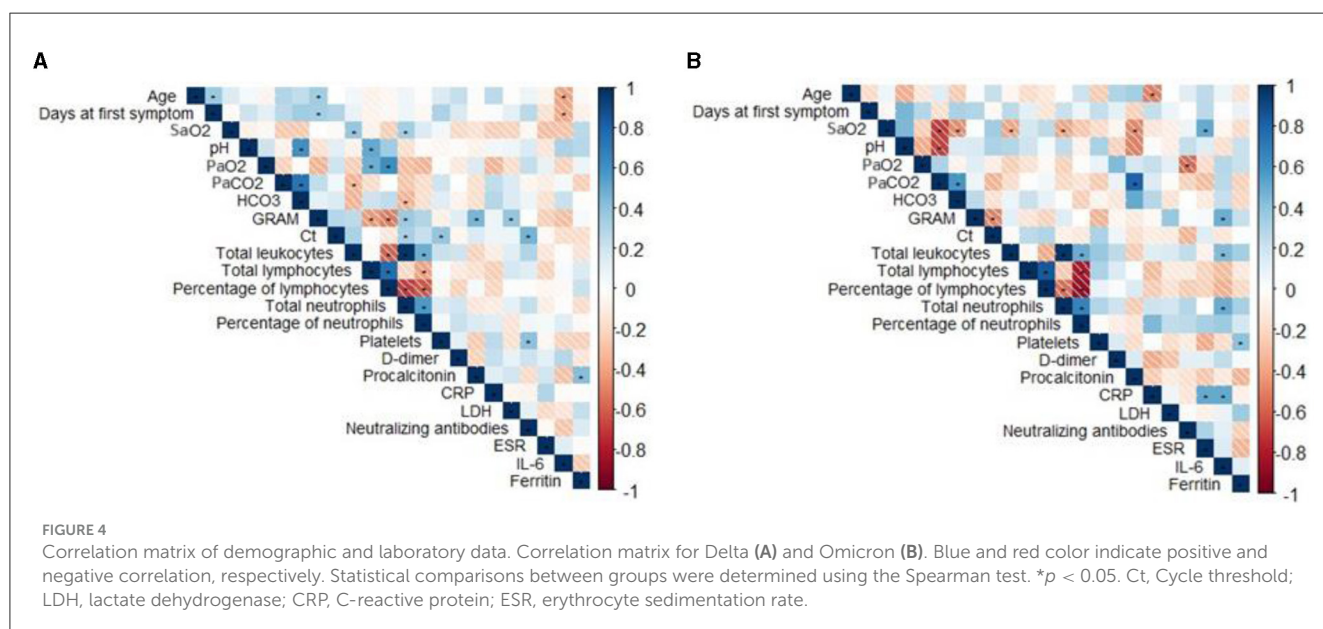 A
Age
Days at first symptom
SaO2
pH
PaO2
PaCO2
HCO3
GRAM
Ct
Total leukocytes
Total lymphocytes
Percentage of lymphocytes
Total neutrophils
Percentage of neutrophils
Platelets
D-dimer
Procalcitonin
CRP
LDH
Neutralizing antibodies
ESR
IL-6
Ferritin
1
0.8
0.6
0.4
0.2
0
-0.2
-0.4
-0.6
-0.8
-1
B
Age
Days at first symptom
SaO2
pH
PaO2
PaCO2
HCO3
GRAM
Ct
Total leukocytes
Total lymphocytes
Percentage of lymphocytes
Total neutrophils
Percentage of neutrophils
Platelets
D-dimer
Procalcitonin
CRP
LDH
Neutralizing antibodies
ESR
IL-6
Ferritin
1
0.8
0.6
0.4
0.2
0
-0.2
-0.4
-0.6
-0.8
-1
FIGURE 4
Correlation matrix of demographic and laboratory data. Correlation matrix for Delta (A) and Omicron (B). Blue and red color indicate positive and
negative correlation, respectively. Statistical comparisons between groups were determined using the Spearman test. *p < 0.05. Ct, Cycle threshold;
LDH, lactate dehydrogenase; CRP, C-reactive protein; ESR, erythrocyte sedimentation rate.